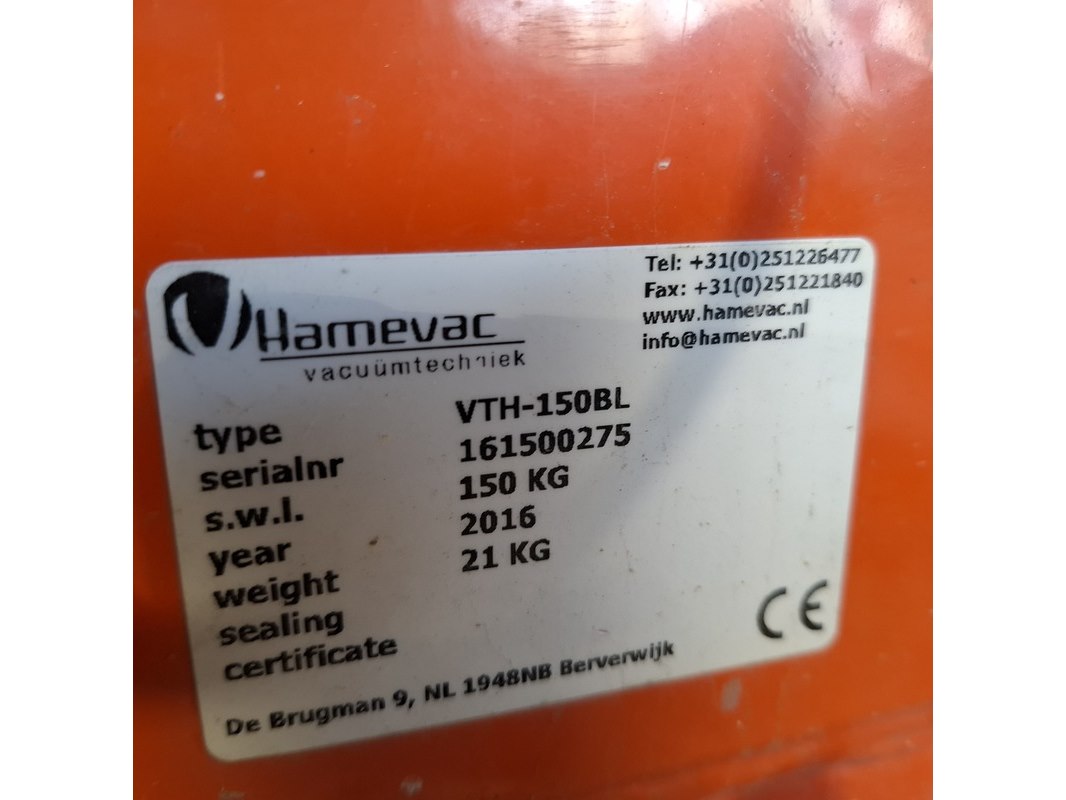 Hamevac
vacuümtechniek
Tel: +31(0)251226477
Fax: +31(0)251221840
www.hamevac.nl
info@hamevac.nl
type VTH-150BL
serialnr 161500275
s.w.l. 150 KG
year 2016
weight 21 KG
sealing
certificate
CE
De Brugman 9, NL 1948NB Berverwijk